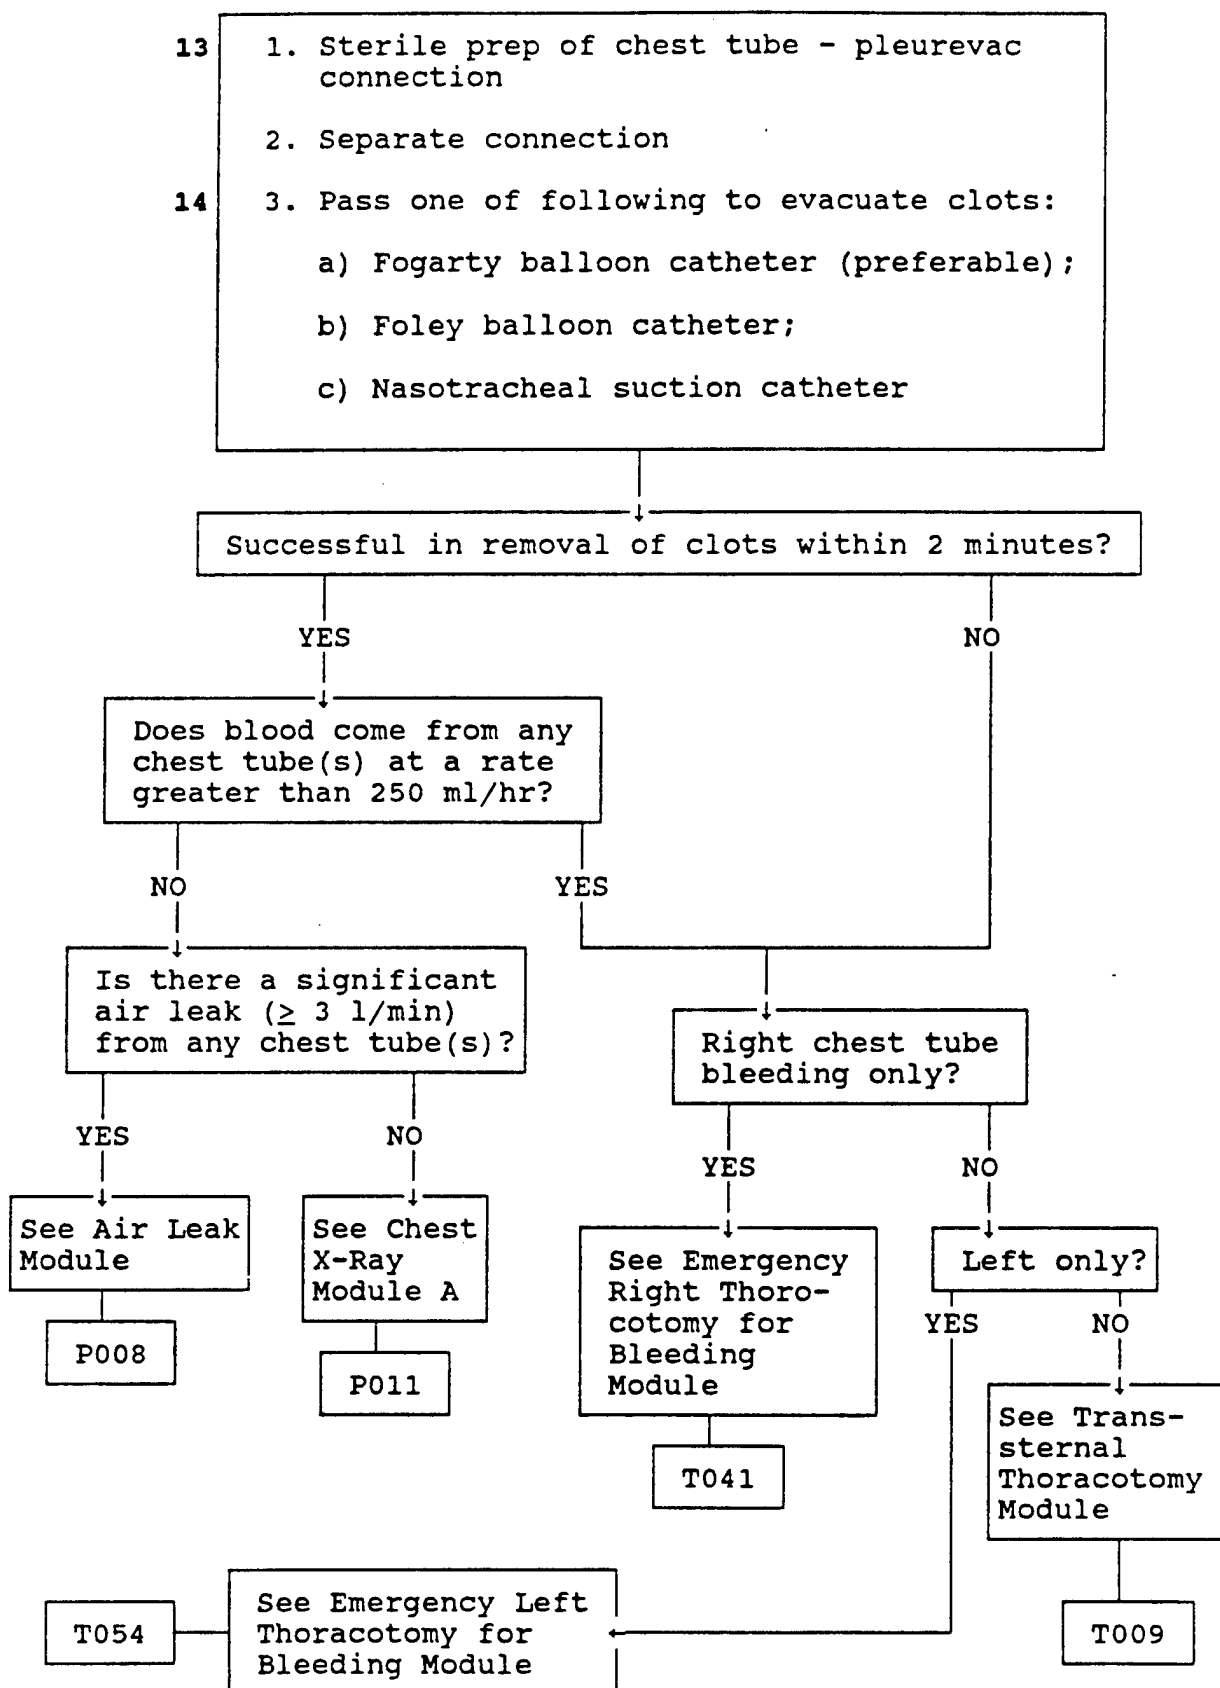 13 1. Sterile prep of chest tube - pleurevac
connection
2. Separate connection
14 3. Pass one of following to evacuate clots:
a) Fogarty balloon catheter (preferable);
b) Foley balloon catheter;
c) Nasotracheal suction catheter
Successful in removal of clots within 2 minutes?
YES
NO
Does blood come from any
chest tube(s) at a rate
greater than 250 ml/hr?
NO
YES
Is there a significant
air leak (≥ 3 l/min)
from any chest tube(s)?
Right chest tube
bleeding only?
YES
NO
YES
NO
See Air Leak
Module
P008
See Chest
X-Ray
Module A
P011
See Emergency
Right Thoro-
cotomy for
Bleeding
Module
T041
Left only?
YES
NO
See Trans-
sternal
Thoracotomy
Module
T009
T054
See Emergency Left
Thoracotomy for
Bleeding Module